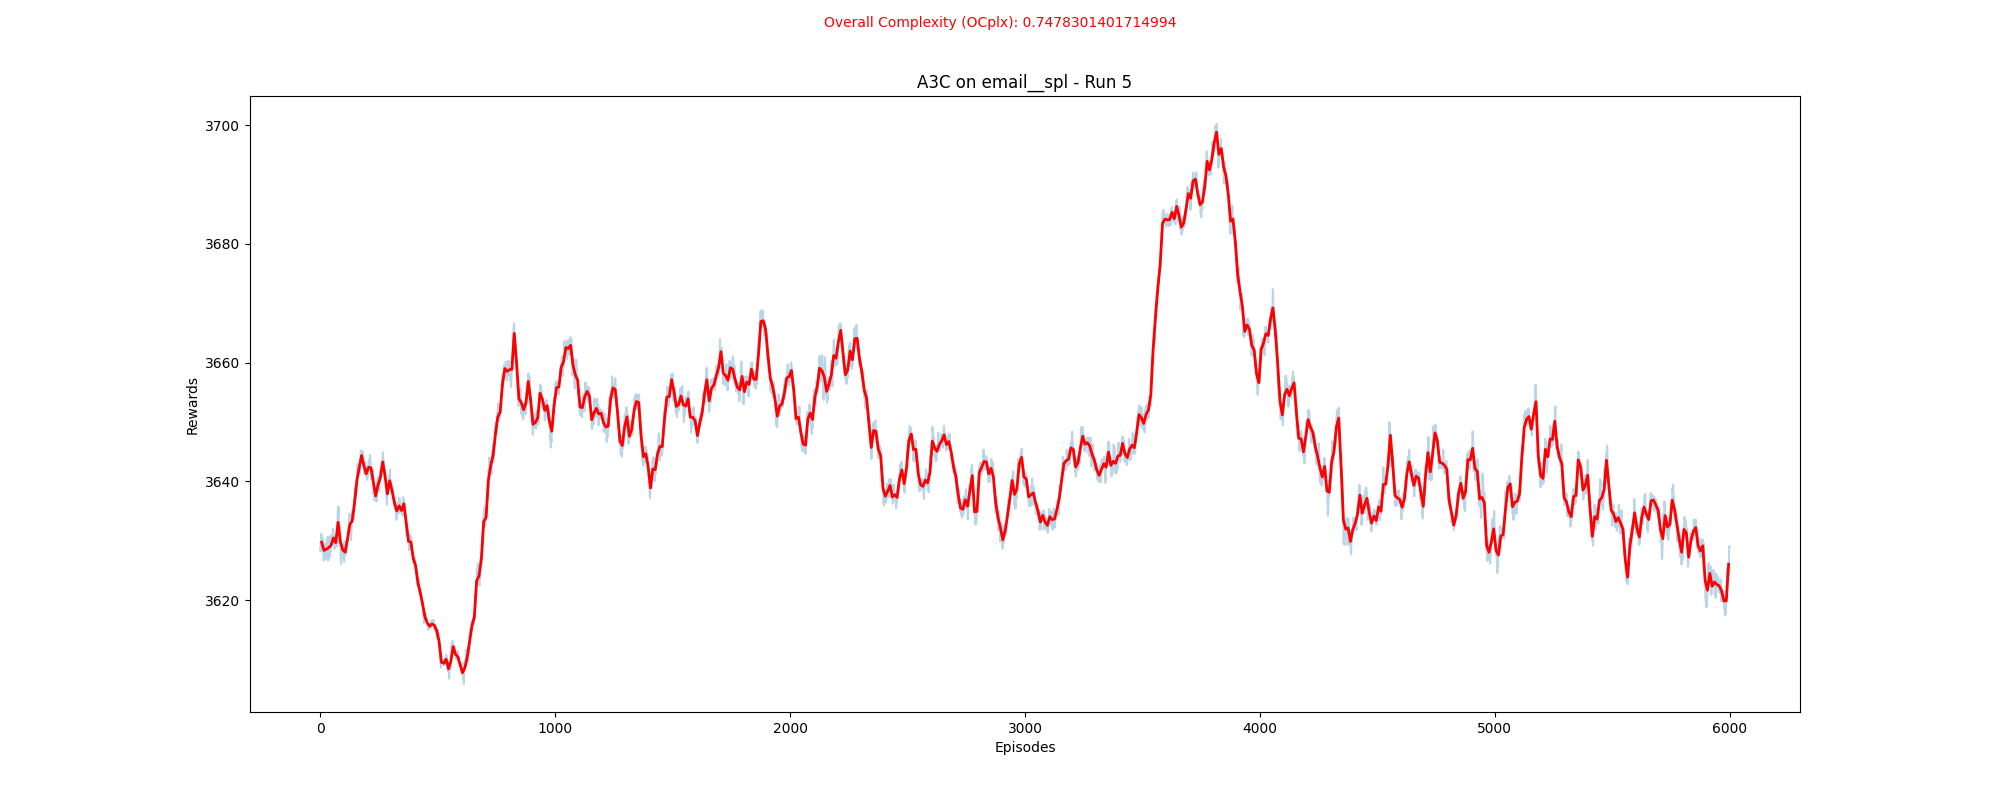 Overall Complexity (OCplx): 0.7478301401714994
A3C on email__spl - Run 5
3700
3680
3660
3640
3620
Rewards
0 1000 2000 3000 4000 5000 6000
Episodes